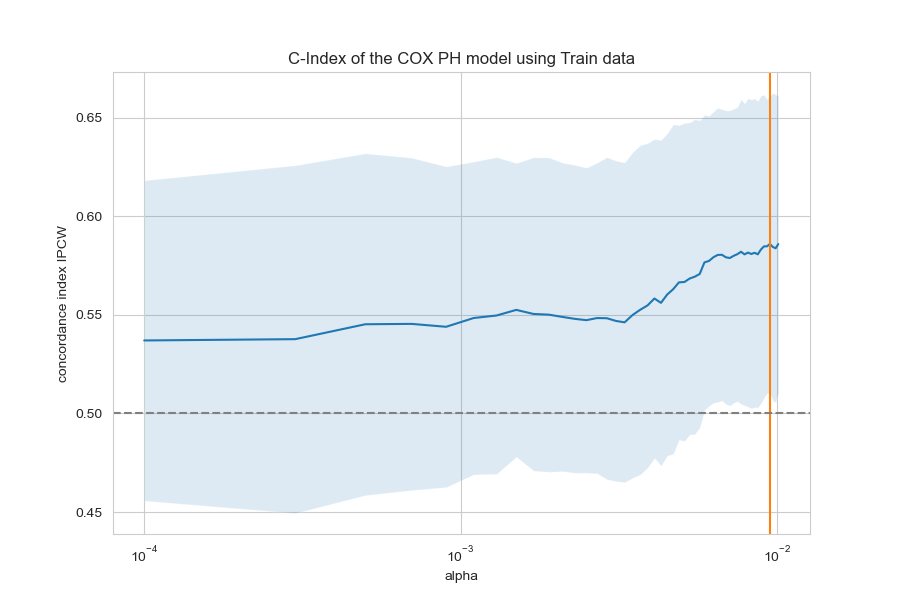 C-Index of the COX PH model using Train data
concordance index IPCW
0.65
0.60
0.55
0.50
0.45
10⁻⁴
10⁻³
10⁻²
alpha